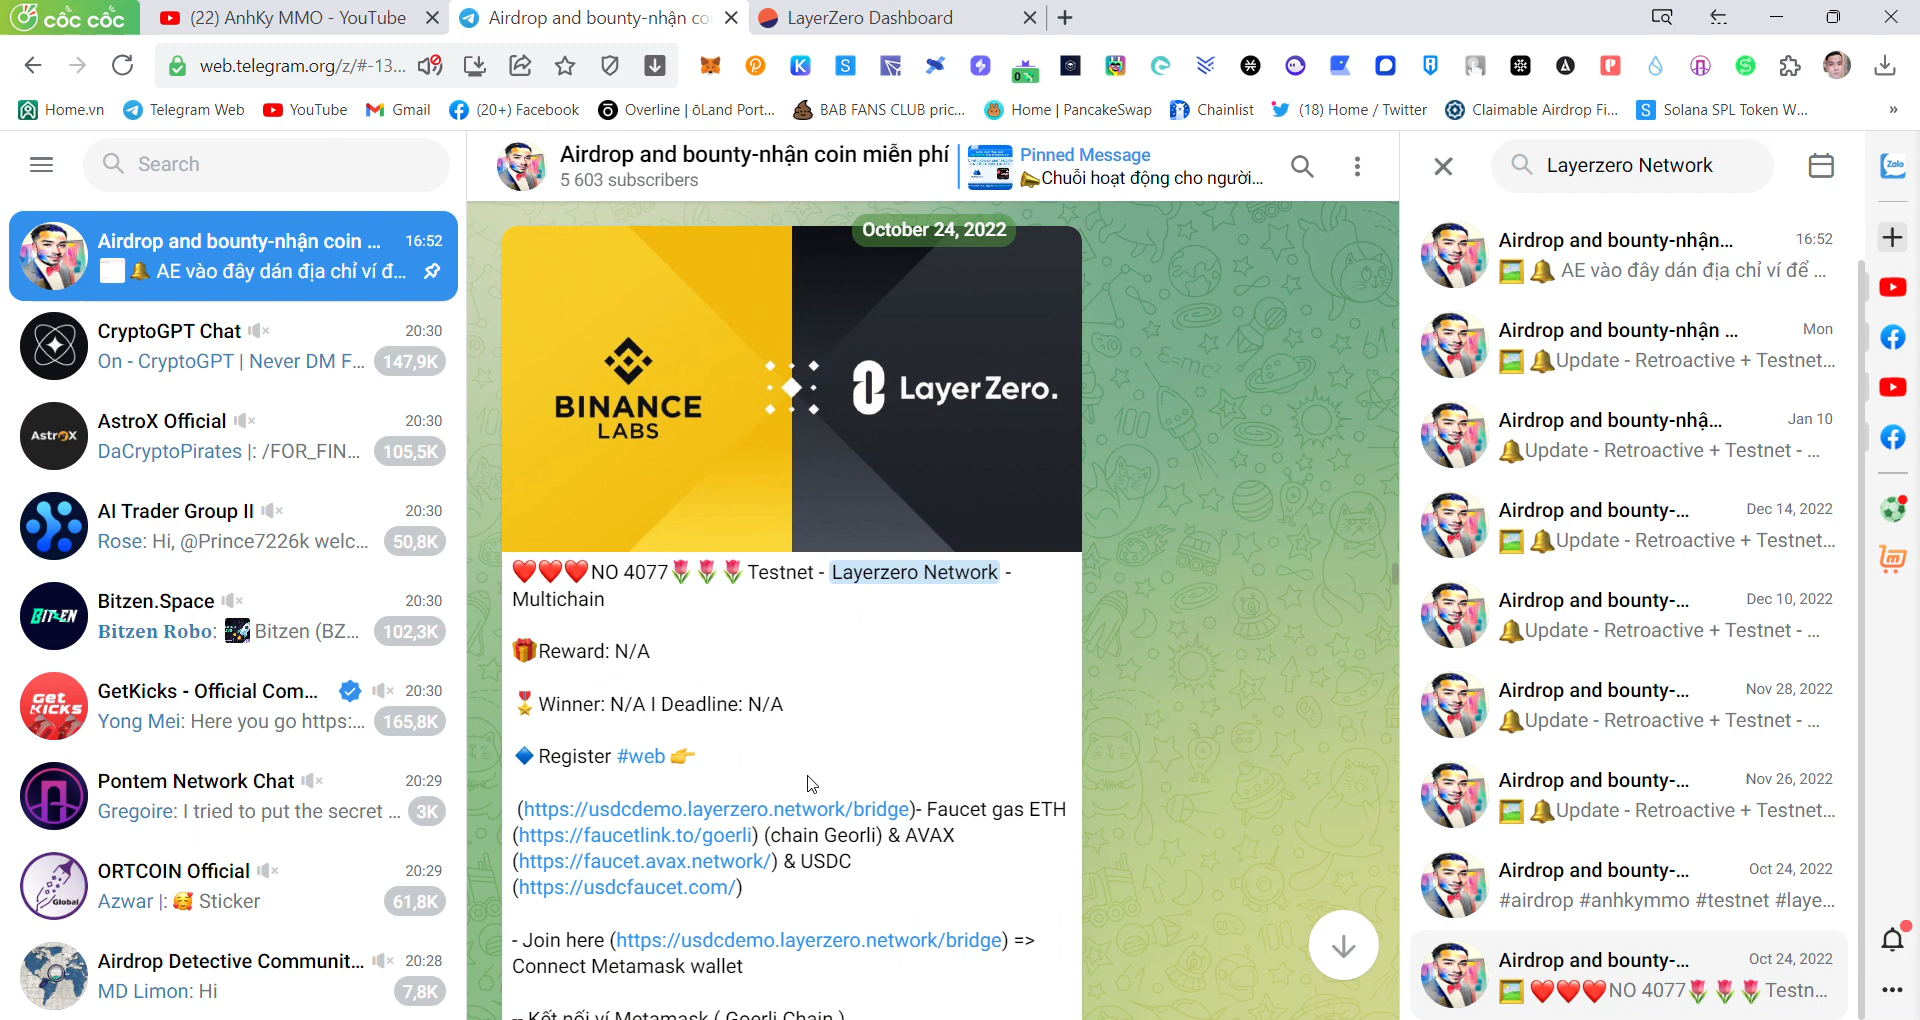 cốc cốc
(22) AnhKy MMO - YouTube
Airdrop and bounty-nhận co
LayerZero Dashboard
web.telegram.org/z/#-13...
Home.vn
Telegram Web
YouTube
Gmail
(20+) Facebook
Overline | ōLand Port...
BAB FANS CLUB pric...
Home | PancakeSwap
Chainlist
(18) Home / Twitter
Claimable Airdrop Fi...
Solana SPL Token W...
Search
Airdrop and bounty-nhận coin ... 16:52
🔔 AE vào đây dán địa chỉ ví đ...
CryptoGPT Chat 20:30
On - CryptoGPT | Never DM F... 147,9K
AstroX
AstroX Official 20:30
DaCryptoPirates |: /FOR_FIN... 105,5K
AI Trader Group II 20:30
Rose: Hi, @Prince7226k welc... 50,8K
BITZEN
Bitzen.Space 20:30
Bitzen Robo: Bitzen (BZ... 102,3K
Get KICKS
GetKicks - Official Com... 20:30
Yong Mei: Here you go https:... 165,8K
Pontem Network Chat 20:29
Gregoire: I tried to put the secret ... 3K
Global
ORTCOIN Official 20:29
Azwar |: 🥰 Sticker 61,8K
Airdrop Detective Communit... 20:28
MD Limon: Hi 7,8K
Airdrop and bounty-nhận coin miễn phí
5 603 subscribers
Pinned Message
📣Chuỗi hoạt động cho người...
October 24, 2022
BINANCE
LABS
LayerZero.
❤️❤️❤️NO 4077🌷🌷🌷Testnet - Layerzero Network -
Multichain
🎁Reward: N/A
🎖Winner: N/A I Deadline: N/A
🔷 Register #web 👉
(https://usdcdemo.layerzero.network/bridge)- Faucet gas ETH
(https://faucetlink.to/goerli) (chain Georli) & AVAX
(https://faucet.avax.network/) & USDC
(https://usdcfaucet.com/)
- Join here (https://usdcdemo.layerzero.network/bridge) =>
Connect Metamask wallet
-- Kết nối ví Metamask ( Goerli Chain )
Layerzero Network
Airdrop and bounty-nhận... 16:52
🖼 🔔 AE vào đây dán địa chỉ ví để ...
Airdrop and bounty-nhận ... Mon
🖼 🔔Update - Retroactive + Testnet...
Airdrop and bounty-nhậ... Jan 10
🔔Update - Retroactive + Testnet - ...
Airdrop and bounty-... Dec 14, 2022
🖼 🔔Update - Retroactive + Testnet...
Airdrop and bounty-... Dec 10, 2022
🔔Update - Retroactive + Testnet - ...
Airdrop and bounty-... Nov 28, 2022
🔔Update - Retroactive + Testnet - ...
Airdrop and bounty-... Nov 26, 2022
🖼 🔔Update - Retroactive + Testnet...
Airdrop and bounty-... Oct 24, 2022
#airdrop #anhkymmo #testnet #laye...
Airdrop and bounty-... Oct 24, 2022
🖼 ❤️❤️❤️NO 4077🌷🌷🌷Testn...
Zalo